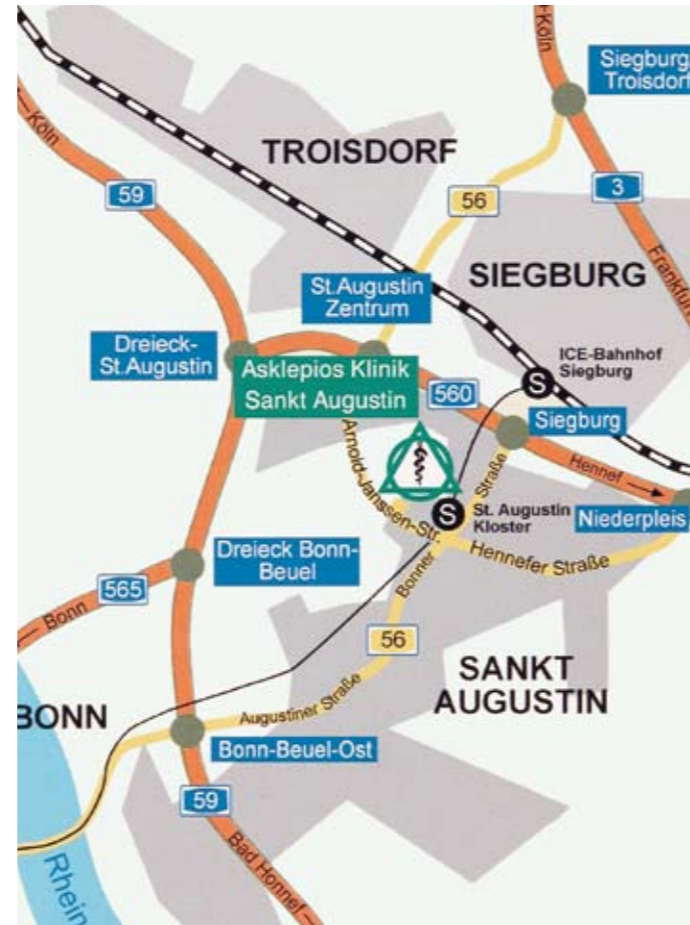 Köln
Siegburg/
Troisdorf
Köln
TROISDORF
59
56
3
SIEGBURG
St.Augustin
Zentrum
Dreieck-
St.Augustin
Asklepios Klinik
Sankt Augustin
ICE-Bahnhof
Siegburg
S
560
Siegburg
Hennef
Arnold-Janssen-Str.
Straße
S
St. Augustin
Kloster
Niederpleis
Dreieck Bonn-
Beuel
Hennefer Straße
565
Bonn
Bonner
56
SANKT
AUGUSTIN
Augustiner Straße
BONN
Bonn-Beuel-Ost
59
Bad Honnef
Rhein